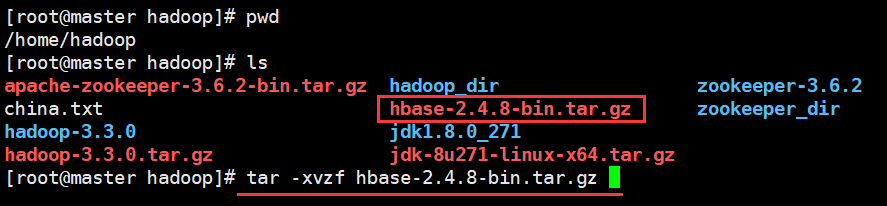 [root@master hadoop]# pwd
/home/hadoop
[root@master hadoop]# ls
apache-zookeeper-3.6.2-bin.tar.gz  hadoop_dir                   zookeeper-3.6.2
china.txt                          hbase-2.4.8-bin.tar.gz       zookeeper_dir
hadoop-3.3.0                       jdk1.8.0_271
hadoop-3.3.0.tar.gz                jdk-8u271-linux-x64.tar.gz
[root@master hadoop]# tar -xvzf hbase-2.4.8-bin.tar.gz